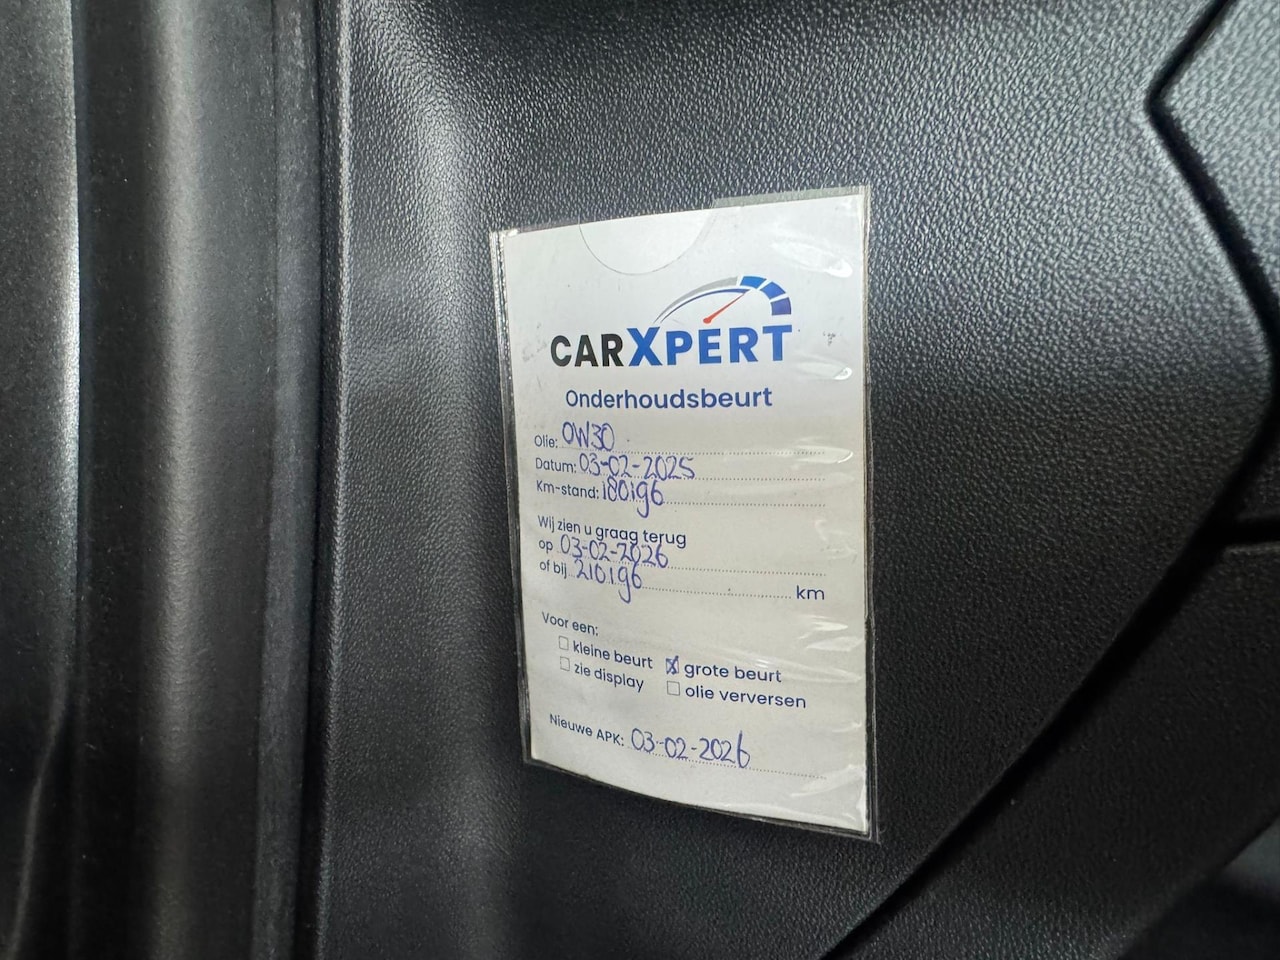 CARXPERT
Onderhoudsbeurt
Olie: 0W30
Datum: 03-02-2025
Km-stand: 180196
Wij zien u graag terug
op 03-02-2026
of bij 210196 km
Voor een:
kleine beurt grote beurt
zie display olie verversen
Nieuwe APK: 03-02-2026